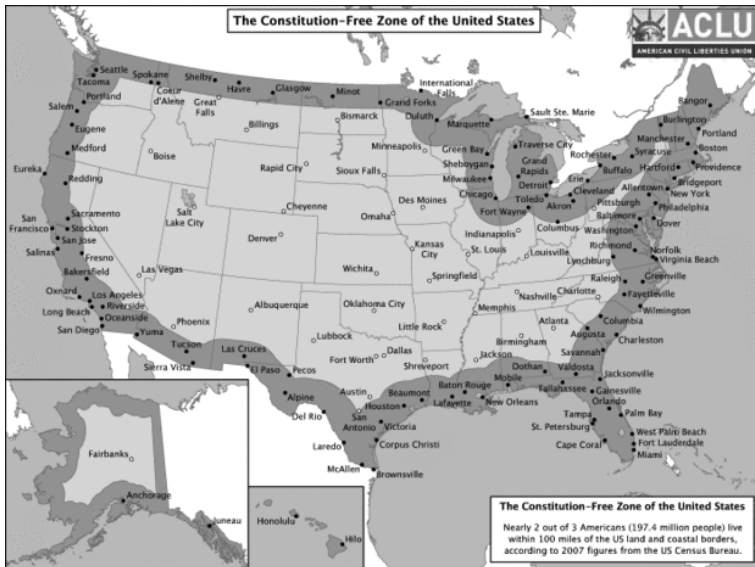 The Constitution-Free Zone of the United States
ACLU
AMERICAN CIVIL LIBERTIES UNION
Seattle
Tacoma
Spokane
Coeur
d'Alene
Shelby
Havre
Great
Falls
Glasgow
Minot
Grand Forks
International
Falls
Duluth
Marquette
Sault Ste. Marie
Bangor
Burlington
Portland
Manchester
Portland
Salem
Eugene
Medford
Boise
Billings
Bismarck
Minneapolis
Green Bay
Traverse City
Syracuse
Boston
Rochester
Buffalo
Hartford
Providence
Rapid City
Sioux Falls
Sheboygan
Milwaukee
Grand
Rapids
Detroit
Erie
Cleveland
Bridgeport
New York
Allentown
Eureka
Redding
Chicago
Toledo
Akron
Pittsburgh
Philadelphia
Fort Wayne
Baltimore
Dover
Salt
Lake City
Cheyenne
Omaha
Des Moines
Columbus
Washington
Indianapolis
Sacramento
Stockton
San
Francisco
San Jose
Salinas
Fresno
Denver
Kansas
City
St. Louis
Louisville
Richmond
Norfolk
Lynchburg
Virginia Beach
Bakersfield
Las Vegas
Wichita
Springfield
Raleigh
Greenville
Nashville
Charlotte
Fayetteville
Oxnard
Los Angeles
Long Beach
Riverside
Oceanside
San Diego
Yuma
Phoenix
Albuquerque
Oklahoma City
Little Rock
Memphis
Wilmington
Atlanta
Columbia
Birmingham
Augusta
Charleston
Tucson
Las Cruces
Lubbock
Fort Worth
Dallas
Shreveport
Jackson
Savannah
Sierra Vista
El Paso
Pecos
Dothan
Valdosta
Jacksonville
Alpine
Austin
Beaumont
Baton Rouge
Mobile
Tallahassee
Gainesville
Houston
Lafayette
New Orleans
Orlando
Del Rio
San
Antonio
Victoria
Tampa
Palm Bay
St. Petersburg
Laredo
Corpus Christi
West Palm Beach
Cape Coral
Fort Lauderdale
Miami
McAllen
Brownsville
Fairbanks
Anchorage
Juneau
Honolulu
Hilo
The Constitution-Free Zone of the United States
Nearly 2 out of 3 Americans (197.4 million people) live
within 100 miles of the US land and coastal borders,
according to 2007 figures from the US Census Bureau.